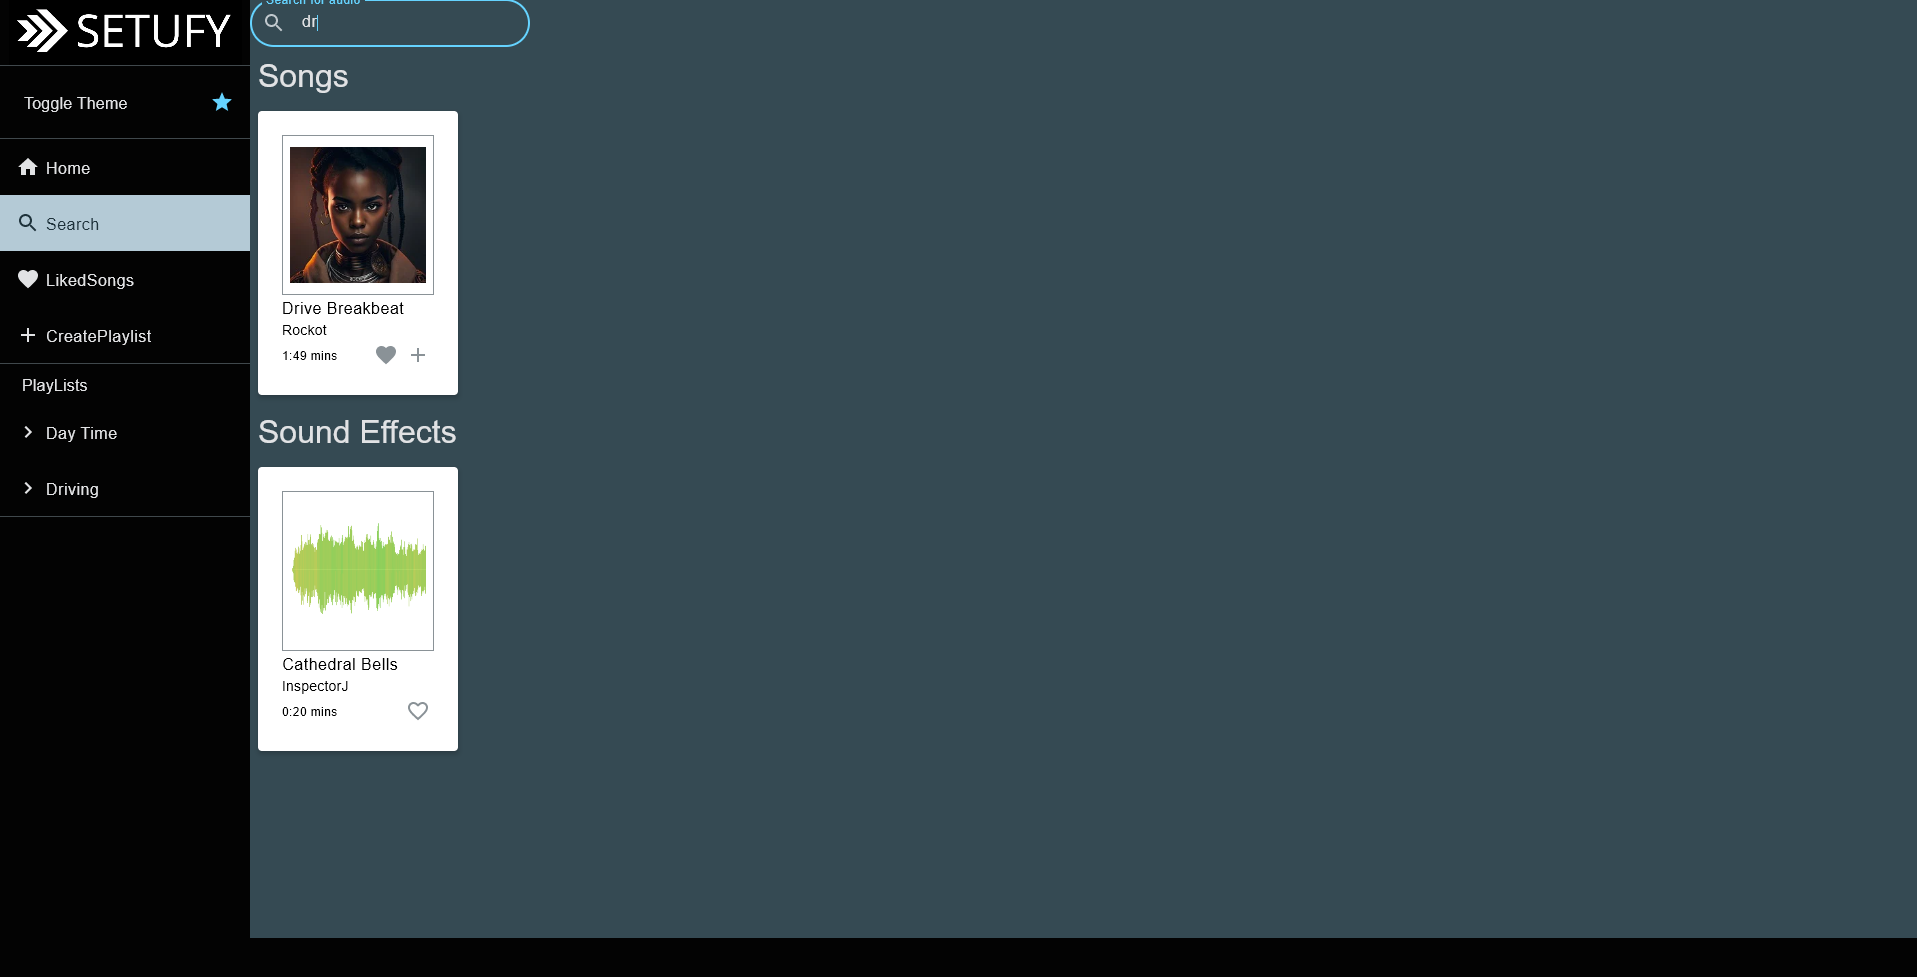 SETUFY
Toggle Theme
Home
Search
LikedSongs
CreatePlaylist
PlayLists
Day Time
Driving
Search for audio
dr
Songs
Drive Breakbeat
Rockot
1:49 mins
Sound Effects
Cathedral Bells
InspectorJ
0:20 mins